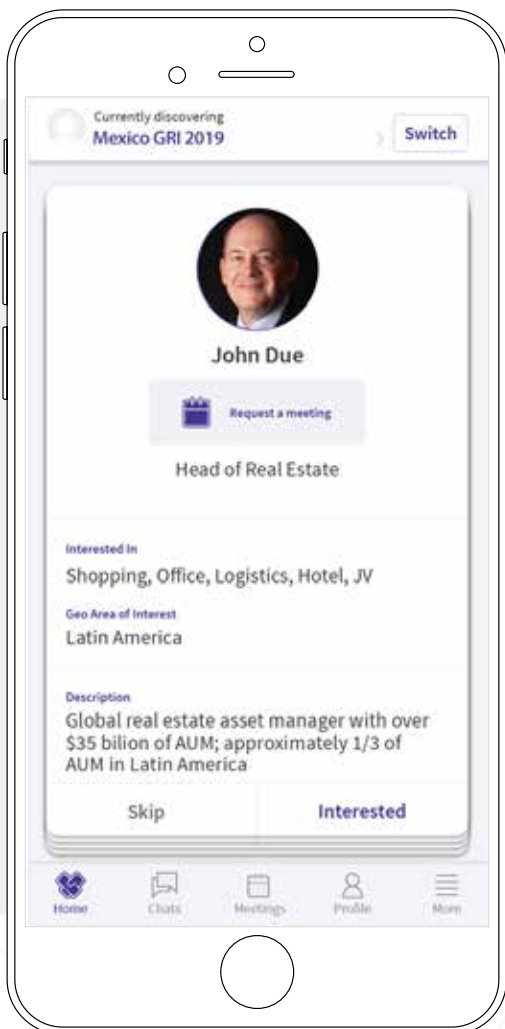 Currently discovering
Mexico GRI 2019
Switch
John Due
Request a meeting
Head of Real Estate
Interested In
Shopping, Office, Logistics, Hotel, JV
Geo Area of Interest
Latin America
Description
Global real estate asset manager with over
$35 bilion of AUM; approximately 1/3 of
AUM in Latin America
Skip
Interested
Home
Chats
Meetings
Profile
More